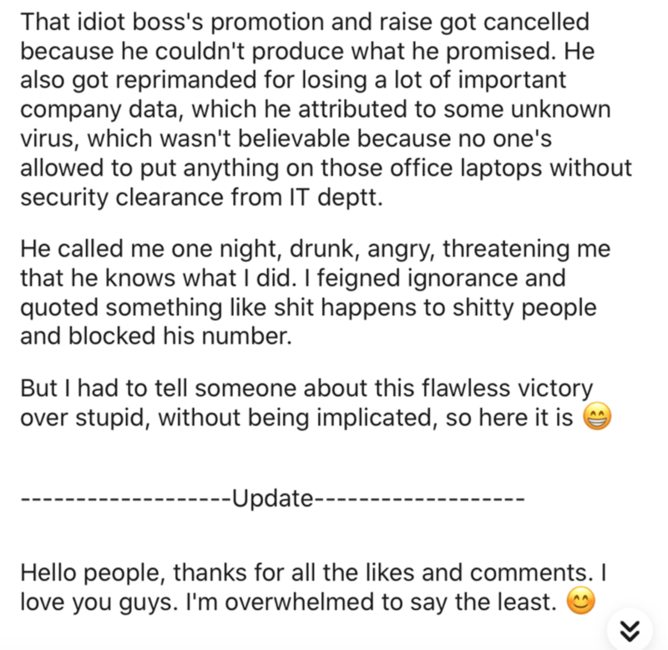 That idiot boss's promotion and raise got cancelled
because he couldn't produce what he promised. He
also got reprimanded for losing a lot of important
company data, which he attributed to some unknown
virus, which wasn't believable because no one's
allowed to put anything on those office laptops without
security clearance from IT deptt.
He called me one night, drunk, angry, threatening me
that he knows what I did. I feigned ignorance and
quoted something like shit happens to shitty people
and blocked his number.
But I had to tell someone about this flawless victory
over stupid, without being implicated, so here it is 😁
-------------------Update-------------------
Hello people, thanks for all the likes and comments. I
love you guys. I'm overwhelmed to say the least. 😊